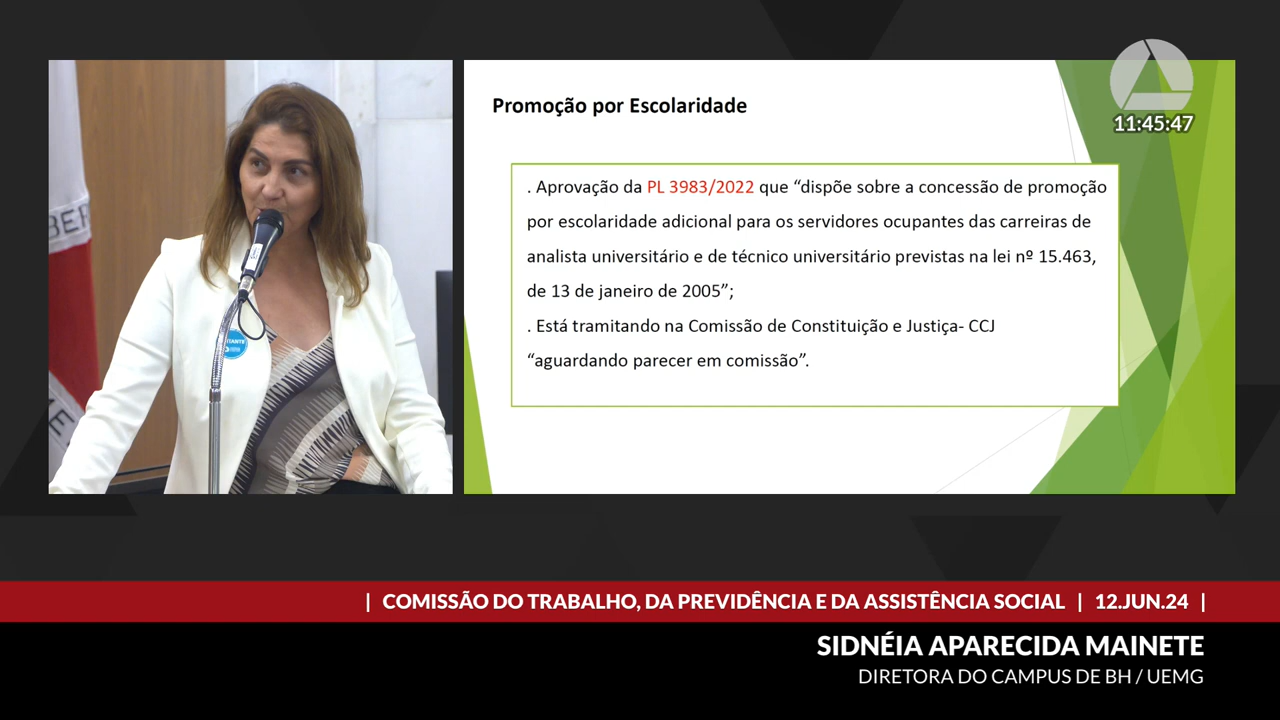 BER
ITANTE
Promoção por Escolaridade
11:45:47
. Aprovação da PL 3983/2022 que “dispõe sobre a concessão de promoção
por escolaridade adicional para os servidores ocupantes das carreiras de
analista universitário e de técnico universitário previstas na lei nº 15.463,
de 13 de janeiro de 2005”;
. Está tramitando na Comissão de Constituição e Justiça- CCJ
“aguardando parecer em comissão”.
| COMISSÃO DO TRABALHO, DA PREVIDÊNCIA E DA ASSISTÊNCIA SOCIAL | 12.JUN.24 |
SIDNÉIA APARECIDA MAINETE
DIRETORA DO CAMPUS DE BH / UEMG